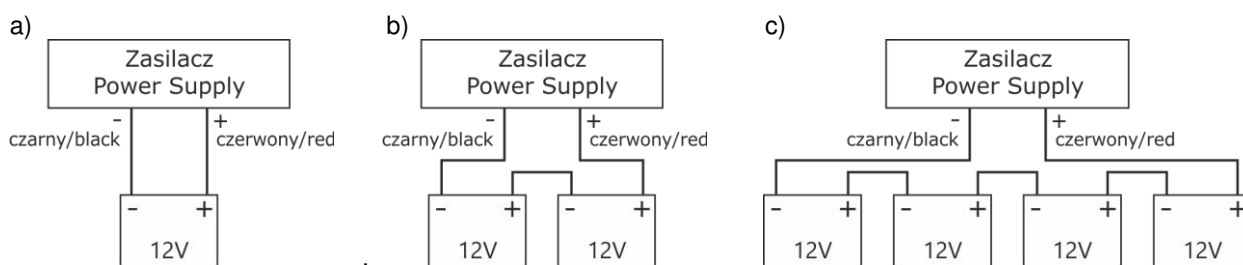 a)
Zasilacz
Power Supply
- +
czarny/black czerwony/red
- +
12V
b)
Zasilacz
Power Supply
- +
czarny/black czerwony/red
- + - +
12V 12V
c)
Zasilacz
Power Supply
- +
czarny/black czerwony/red
- + - + - + - +
12V 12V 12V 12V